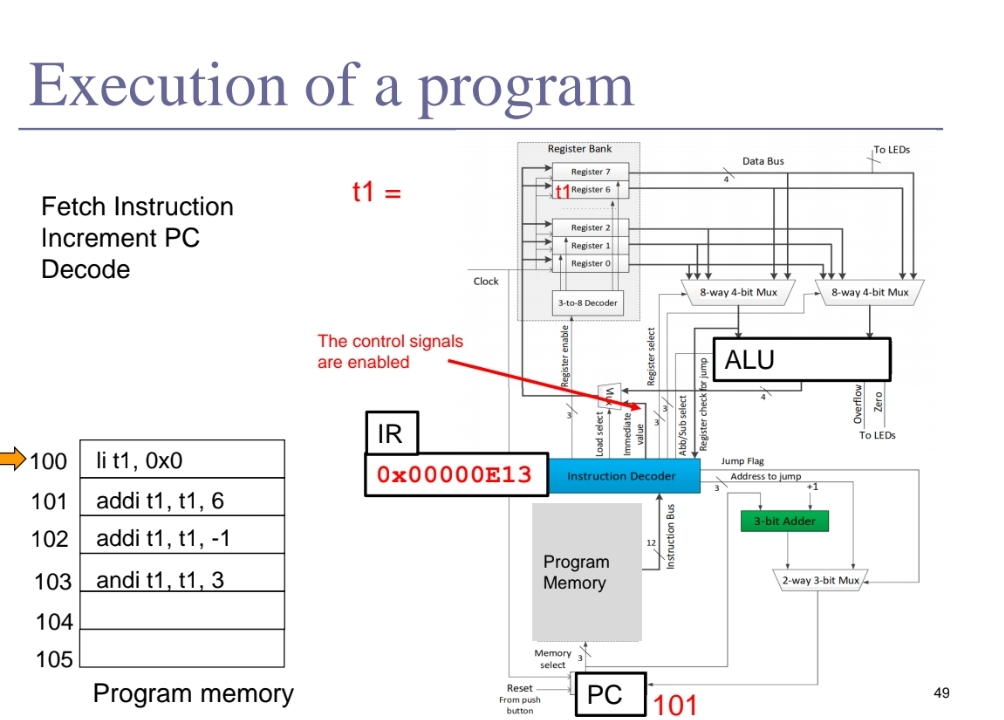 Execution of a program
Fetch Instruction
Increment PC
Decode
t1 =
The control signals
are enabled
Register Bank
Register 7
t1 Register 6
Register 2
Register 1
Register 0
3-to-8 Decoder
Clock
Data Bus
4
To LEDs
8-way 4-bit Mux
8-way 4-bit Mux
ALU
Register enable
3
Mux
Load select
Immediate
value
Register select
3
3
Abb/Sub select
Register check for jump
4
Overflow
Zero
To LEDs
IR
0x00000E13
Instruction Decoder
Jump Flag
3
Address to jump
+1
3-bit Adder
2-way 3-bit Mux
12
Instruction Bus
Program
Memory
Memory
select
3
Reset
From push
button
PC
101
100 li t1, 0x0
101 addi t1, t1, 6
102 addi t1, t1, -1
103 andi t1, t1, 3
104
105
Program memory
49